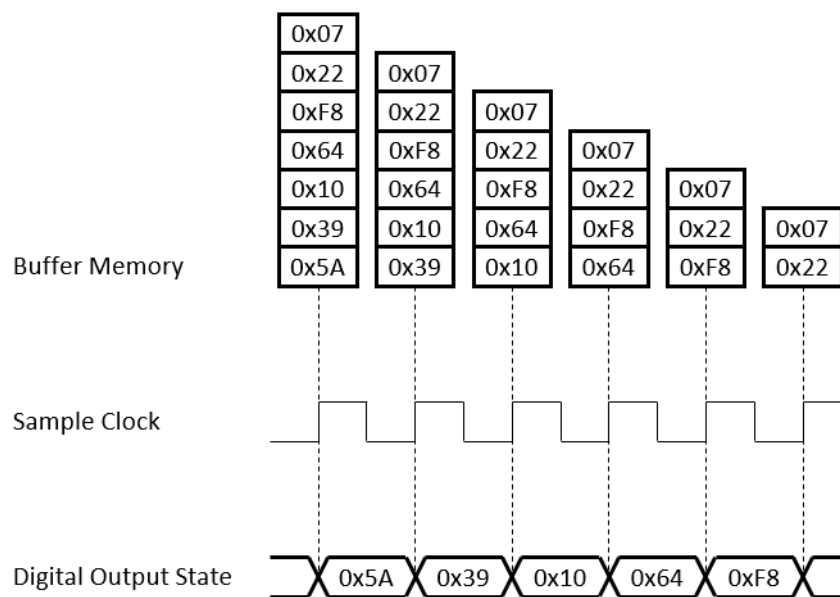 0x07
0x22 0x07
0xF8 0x22 0x07
0x64 0xF8 0x22 0x07
0x10 0x64 0xF8 0x22 0x07
0x39 0x10 0x64 0xF8 0x22 0x07
Buffer Memory 0x5A 0x39 0x10 0x64 0xF8 0x22
Sample Clock
Digital Output State 0x5A 0x39 0x10 0x64 0xF8